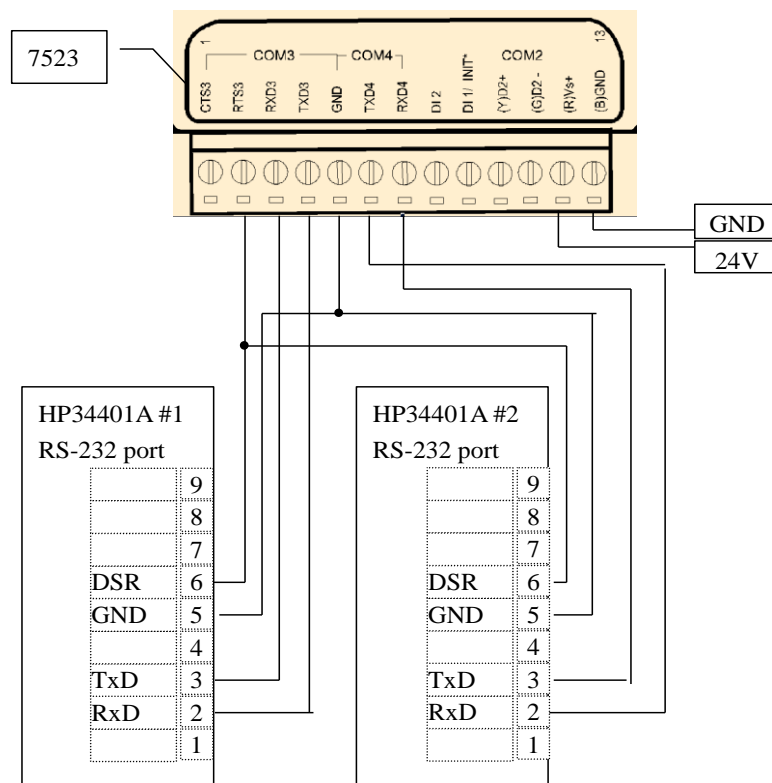 7523
1
13
COM3
COM4
COM2
CTS3
RTS3
RXD3
TXD3
GND
TXD4
RXD4
DI 2
DI 1/ INIT*
(Y)D2+
(G)D2 -
(R)Vs+
(B)GND
GND
24V
HP34401A #1
RS-232 port
9
8
7
DSR 6
GND 5
4
TxD 3
RxD 2
1
HP34401A #2
RS-232 port
9
8
7
DSR 6
GND 5
4
TxD 3
RxD 2
1